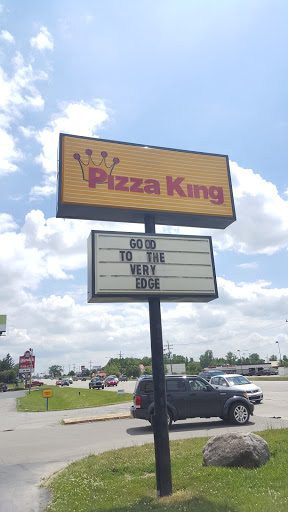 Pizza King
GOOD
TO THE
VERY
EDGE